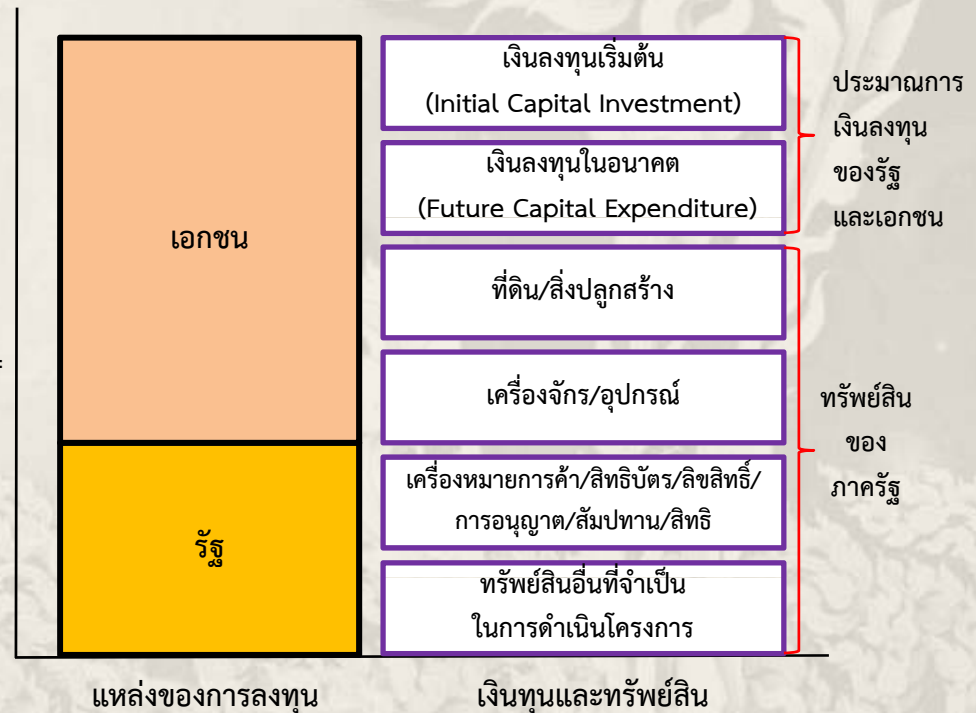 เอกชน
รัฐ
แหล่งของการลงทุน
เงินลงทุนเริ่มต้น
(Initial Capital Investment)
เงินลงทุนในอนาคต
(Future Capital Expenditure)
ที่ดิน/สิ่งปลูกสร้าง
เครื่องจักร/อุปกรณ์
เครื่องหมายการค้า/สิทธิบัตร/ลิขสิทธิ์/
การอนุญาต/สัมปทาน/สิทธิ
ทรัพย์สินอื่นที่จำเป็น
ในการดำเนินโครงการ
เงินทุนและทรัพย์สิน
ประมาณการ
เงินลงทุน
ของรัฐ
และเอกชน
ทรัพย์สิน
ของ
ภาครัฐ